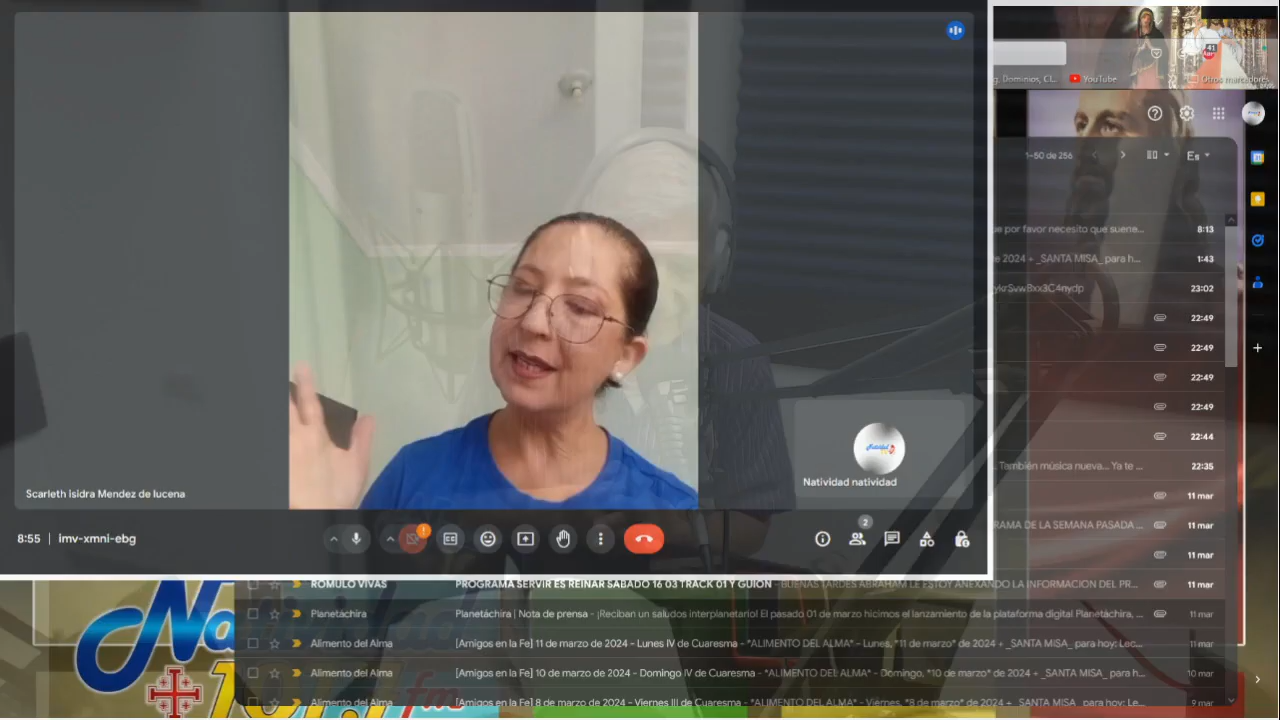 g, Dominios, Cl...
YouTube
Otros marcadores
41
1–50 de 256
Es
ue por favor necesito que suene...
8:13
e 2024 + _SANTA MISA_ para h...
1:43
23:02
22:49
22:49
22:49
22:49
22:44
. También música nueva... Ya te ...
22:35
11 mar
RAMA DE LA SEMANA PASADA ...
11 mar
11 mar
Scarleth isidra Mendez de lucena
Natividad natividad
8:55 | imv-xmni-ebg
2
ROMULO VIVAS
PROGRAMA SERVIR ES REINAR SABADO 16 03 TRACK 01 Y GUION - BUENAS TARDES ABRAHAM LE ESTOY ANEXANDO LA INFORMACION DEL PR...
11 mar
Planetáchira
Planetáchira | Nota de prensa - ¡Reciban un saludos interplanetario! El pasado 01 de marzo hicimos el lanzamiento de la plataforma digital Planetáchira, ...
11 mar
Alimento del Alma
[Amigos en la Fe] 11 de marzo de 2024 - Lunes IV de Cuaresma - *ALIMENTO DEL ALMA* - Lunes, *11 de marzo* de 2024 + _SANTA MISA_ para hoy: Lec...
11 mar
Alimento del Alma
[Amigos en la Fe] 10 de marzo de 2024 - Domingo IV de Cuaresma - *ALIMENTO DEL ALMA* - Domingo, *10 de marzo* de 2024 + _SANTA MISA_ para h...
10 mar
Alimento del Alma
[Amigos en la Fe] 8 de marzo de 2024 - Viernes III de Cuaresma - *ALIMENTO DEL ALMA* - Viernes, *8 de marzo* de 2024 + _SANTA MISA_ para hoy: Le...
9 mar